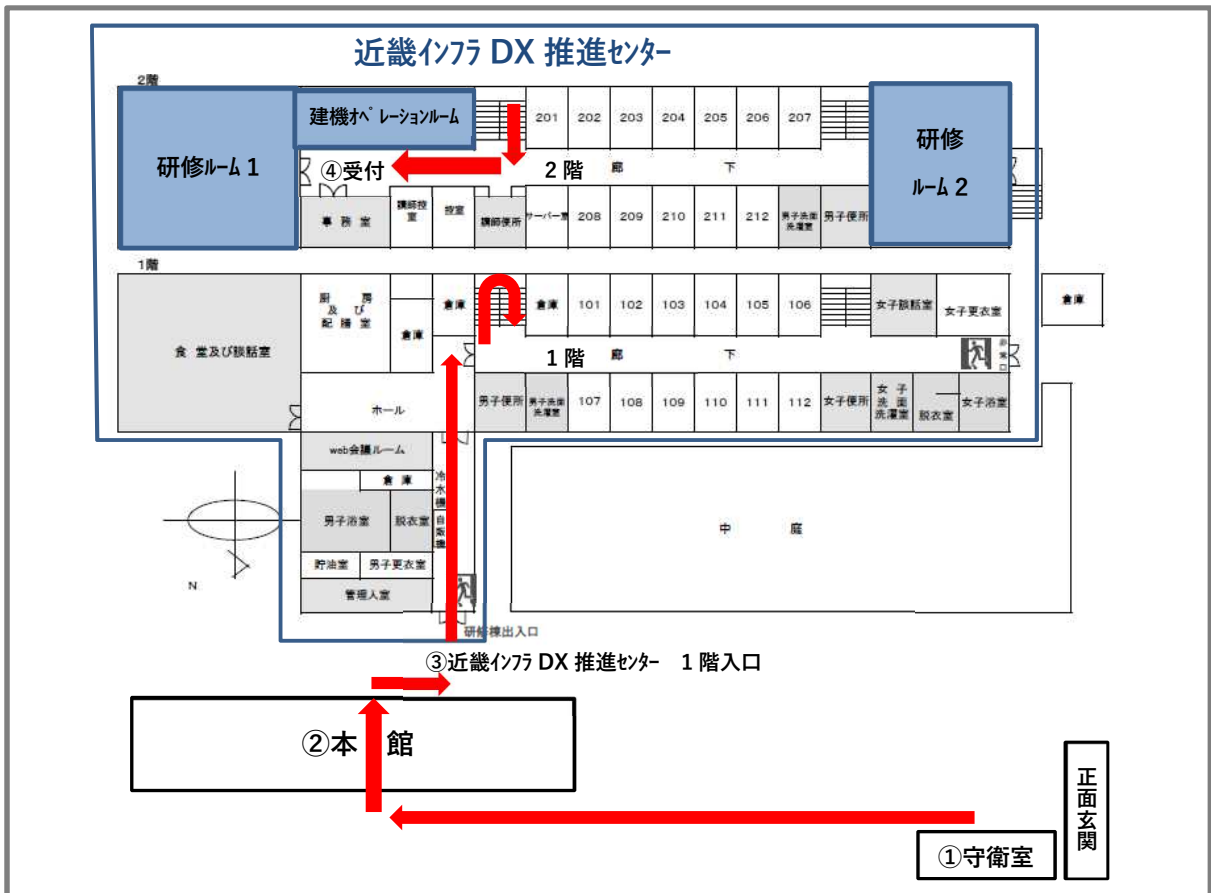 近畿ｲﾝﾌﾗ DX 推進ｾﾝﾀｰ
2階
研修ﾙｰﾑ 1
建機ｵﾍﾟﾚｰｼｮﾝﾙｰﾑ
201 202 203 204 205 206 207
研修
ﾙｰﾑ 2
④受付
2 階 廊 下
事 務 室
講師控室
控室
講師便所
サーバー室
208 209 210 211 212
男子洗面洗濯室
男子便所
1階
食 堂及び談話室
厨 房
及 び
配 膳 室
倉庫
倉庫
倉庫
101 102 103 104 105 106
女子談話室
女子更衣室
倉庫
1 階 廊 下
非常口
ホール
男子便所
男子洗面洗濯室
107 108 109 110 111 112
女子便所
女 子
洗 面
洗濯室
脱衣室
女子浴室
web会議ルーム
倉 庫
冷水機
自販機
男子浴室
脱衣室
貯油室
男子更衣室
管理人室
中 庭
N
研修棟出入口
③近畿ｲﾝﾌﾗ DX 推進ｾﾝﾀｰ 1 階入口
②本 館
正面玄関
①守衛室